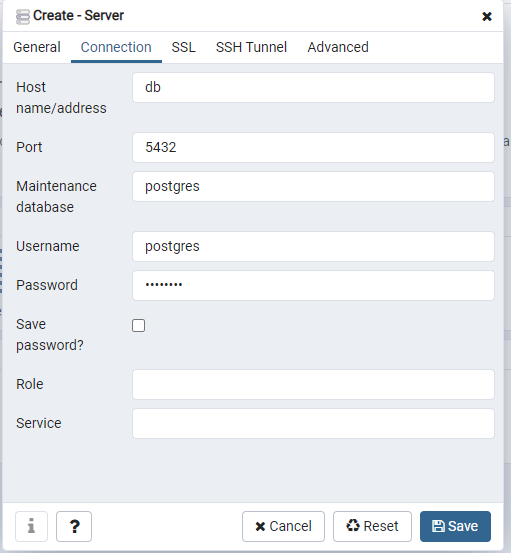 Create - Server
General Connection SSL SSH Tunnel Advanced
Host
name/address
db
Port
5432
Maintenance
database
postgres
Username
postgres
Password
••••••••
Save
password?
Role
Service
i ? Cancel Reset Save